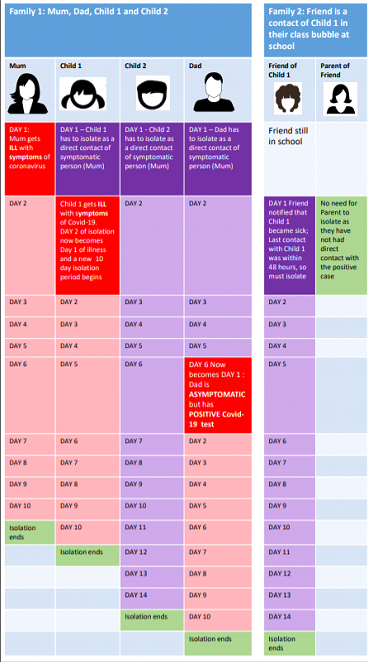 Family 1: Mum, Dad, Child 1 and Child 2
Family 2: Friend is a
contact of Child 1 in
their class bubble at
school
Mum
Child 1
Child 2
Dad
Friend of
Child 1
Parent of
Friend
DAY 1:
Mum gets
ILL with
symptoms of
coronavirus
DAY 1 – Child 1
has to isolate as a
direct contact of
symptomatic
person (Mum)
DAY 1 - Child 2
has to isolate as a
direct contact
of symptomatic
person (Mum)
DAY 1 – Dad has
to isolate as a
direct contact of
symptomatic
person (Mum)
Friend still
in school
DAY 2
Child 1 gets ILL
with symptoms
of Covid-19.
DAY 2 of isolation
now becomes
Day 1 of illness
and a new 10
day isolation
period begins
DAY 2
DAY 2
DAY 1 Friend
notified that
Child 1
became sick;
Last contact
with Child 1
was within
48 hours, so
must isolate
No need for
Parent to
isolate as
they have
not had
direct
contact with
the positive
case
DAY 3
DAY 2
DAY 3
DAY 3
DAY 2
DAY 4
DAY 3
DAY 4
DAY 4
DAY 3
DAY 5
DAY 4
DAY 5
DAY 5
DAY 4
DAY 6
DAY 5
DAY 6
DAY 6 Now
becomes DAY 1 :
Dad is
ASYMPTOMATIC
but has
POSITIVE Covid-
19 test
DAY 5
DAY 7
DAY 6
DAY 7
DAY 2
DAY 6
DAY 8
DAY 7
DAY 8
DAY 3
DAY 7
DAY 9
DAY 8
DAY 9
DAY 4
DAY 8
DAY 10
DAY 9
DAY 10
DAY 5
DAY 9
Isolation
ends
DAY 10
DAY 11
DAY 6
DAY 10
Isolation ends
DAY 12
DAY 7
DAY 11
DAY 13
DAY 8
DAY 12
DAY 14
DAY 9
DAY 13
Isolation ends
DAY 10
DAY 14
Isolation ends
Isolation
ends